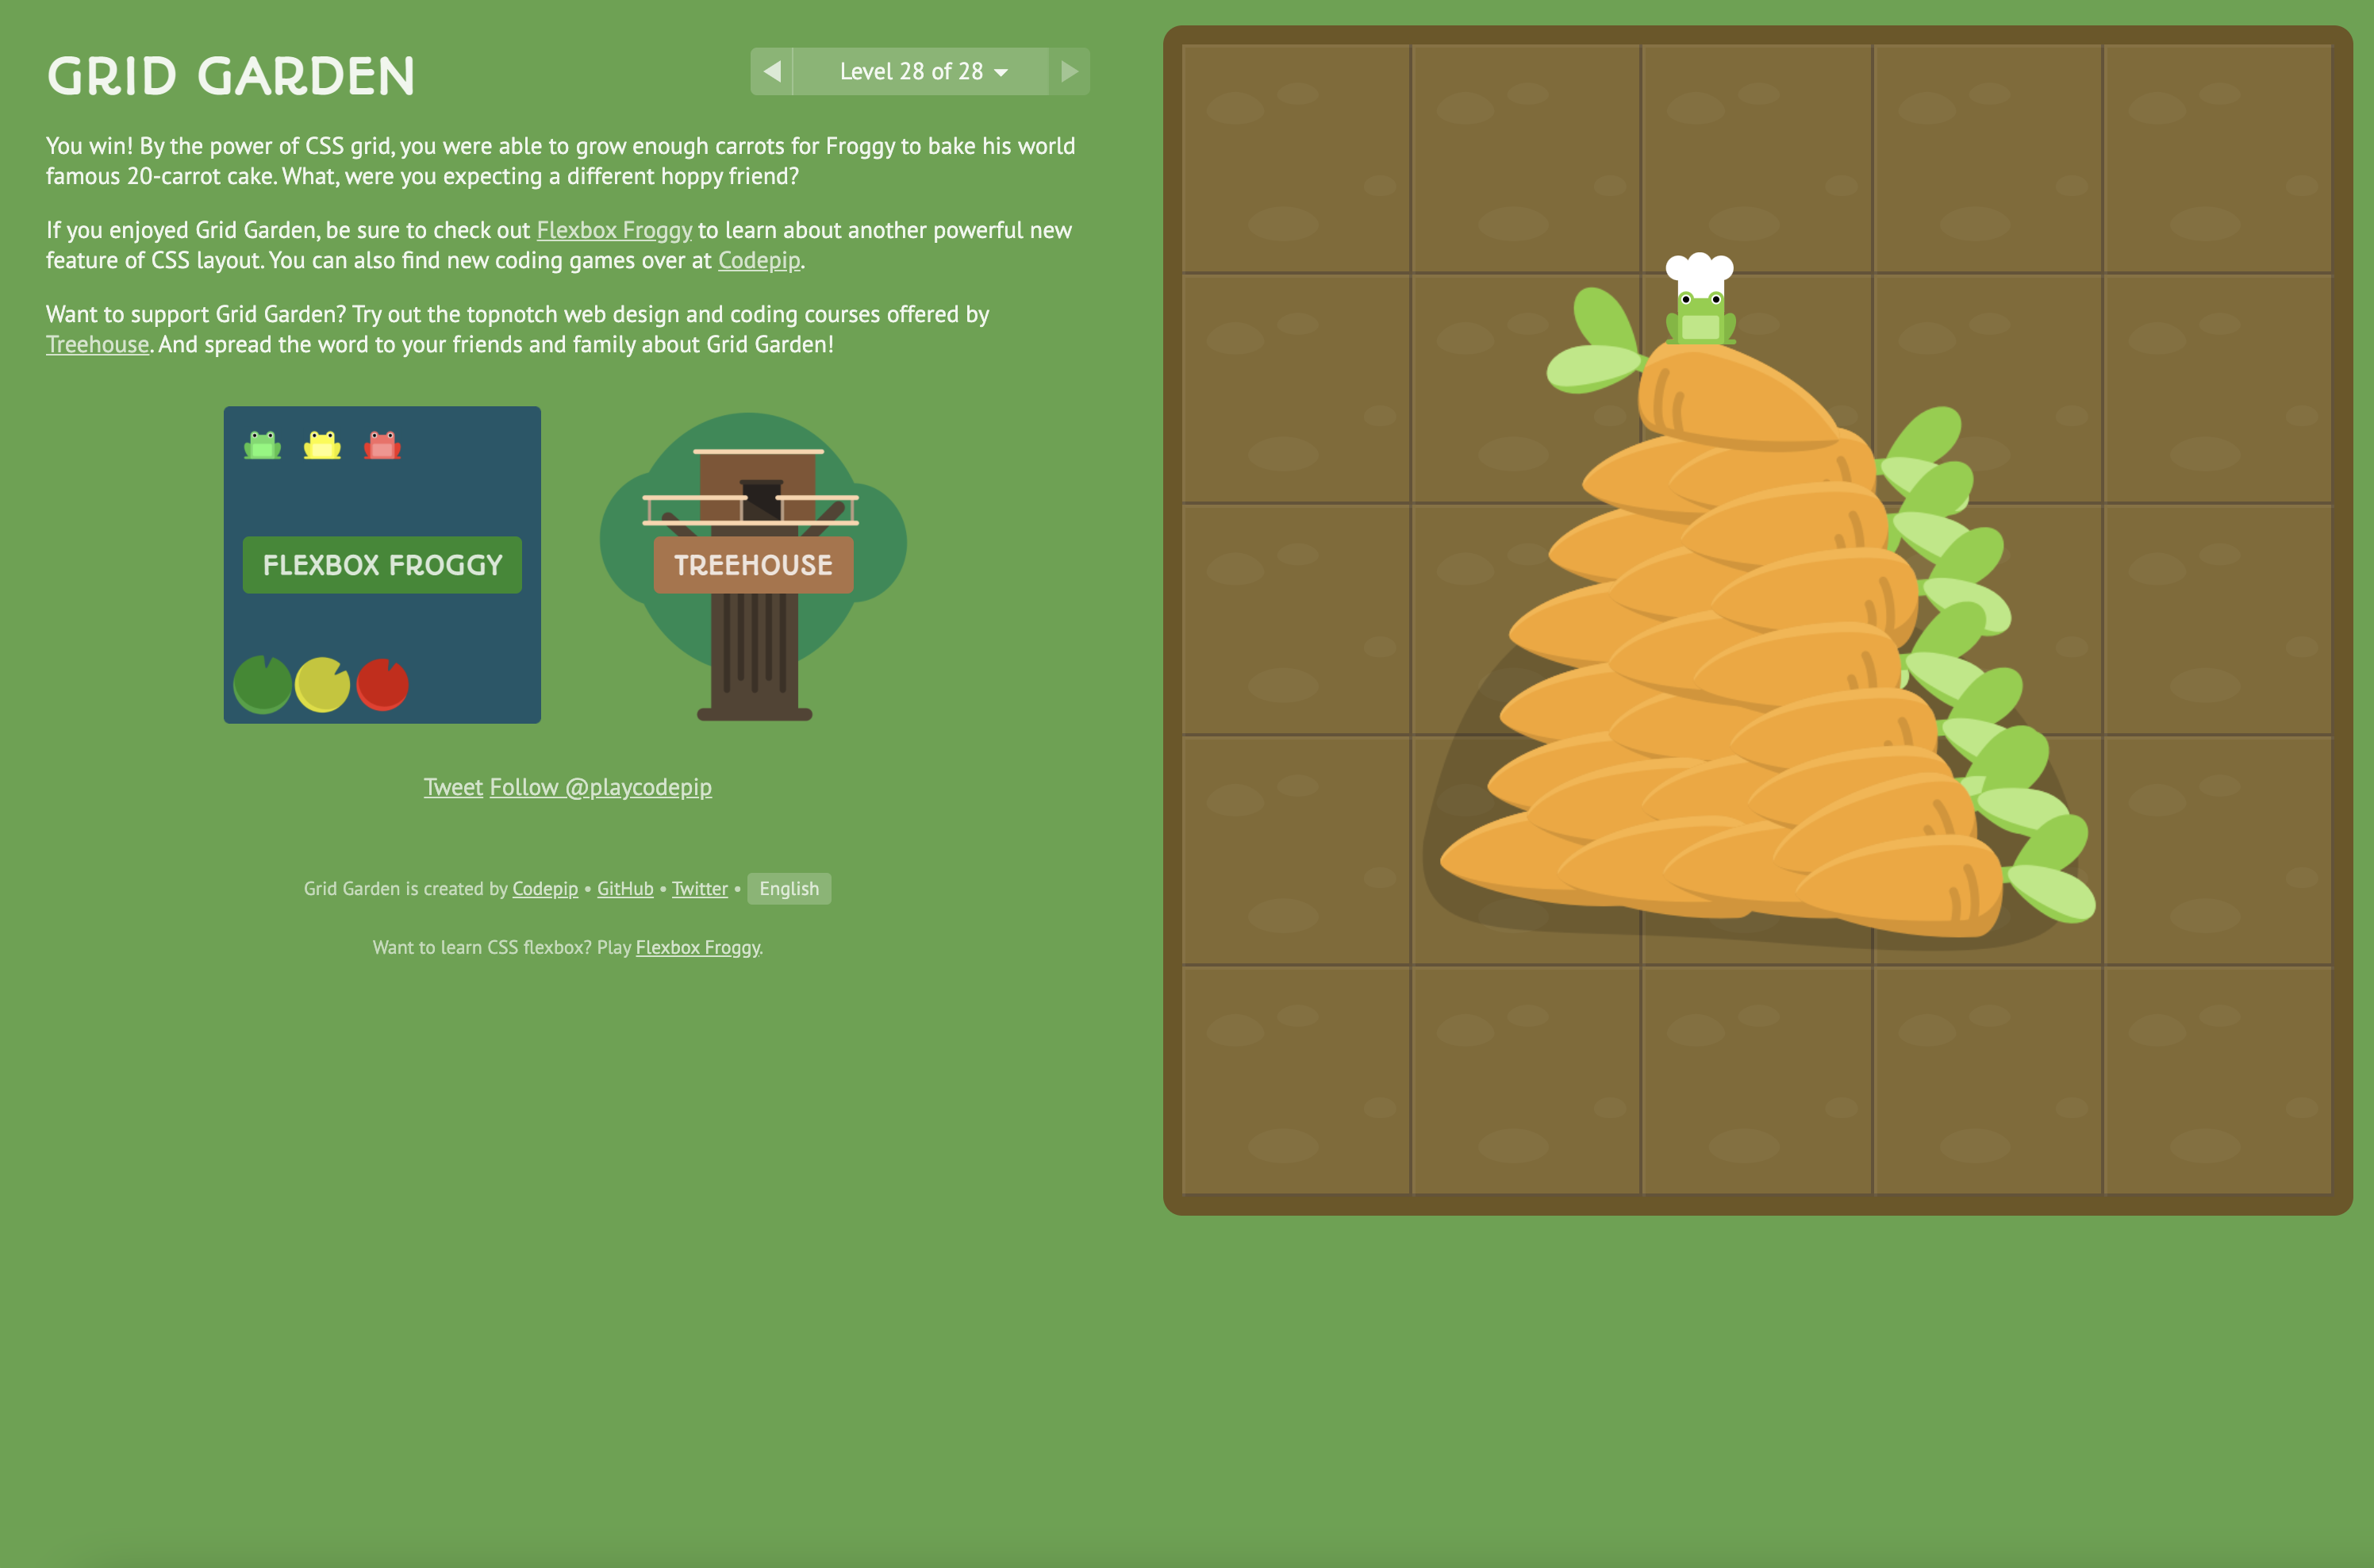 GRID GARDEN
Level 28 of 28
You win! By the power of CSS grid, you were able to grow enough carrots for Froggy to bake his world
famous 20-carrot cake. What, were you expecting a different hoppy friend?
If you enjoyed Grid Garden, be sure to check out Flexbox Froggy to learn about another powerful new
feature of CSS layout. You can also find new coding games over at Codepip.
Want to support Grid Garden? Try out the topnotch web design and coding courses offered by
Treehouse. And spread the word to your friends and family about Grid Garden!
FLEXBOX FROGGY
TREEHOUSE
Tweet Follow @playcodepip
Grid Garden is created by Codepip • GitHub • Twitter • English
Want to learn CSS flexbox? Play Flexbox Froggy.